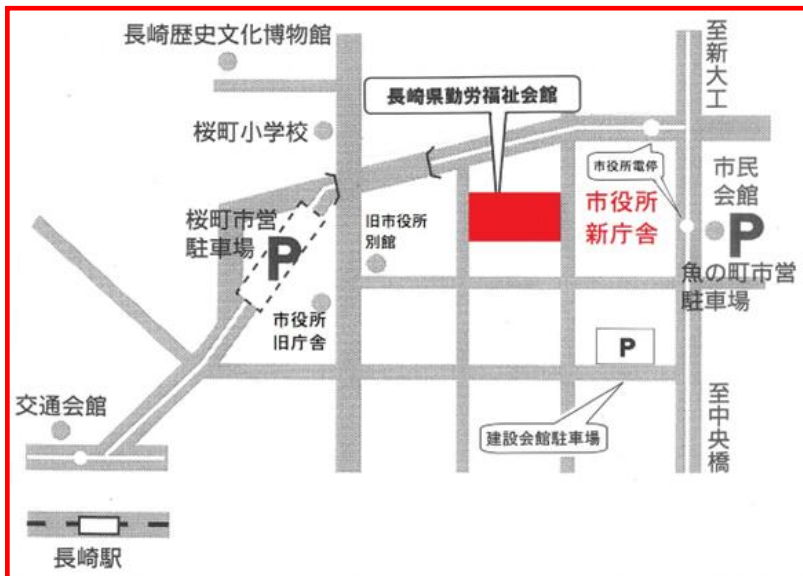 長崎歴史文化博物館
至新大工
長崎県勤労福祉会館
桜町小学校
市役所電停
市民
会館
P
桜町市営
駐車場
P
旧市役所
別館
市役所
新庁舎
魚の町市営
駐車場
市役所
旧庁舎
P
建設会館駐車場
至中央橋
交通会館
長崎駅